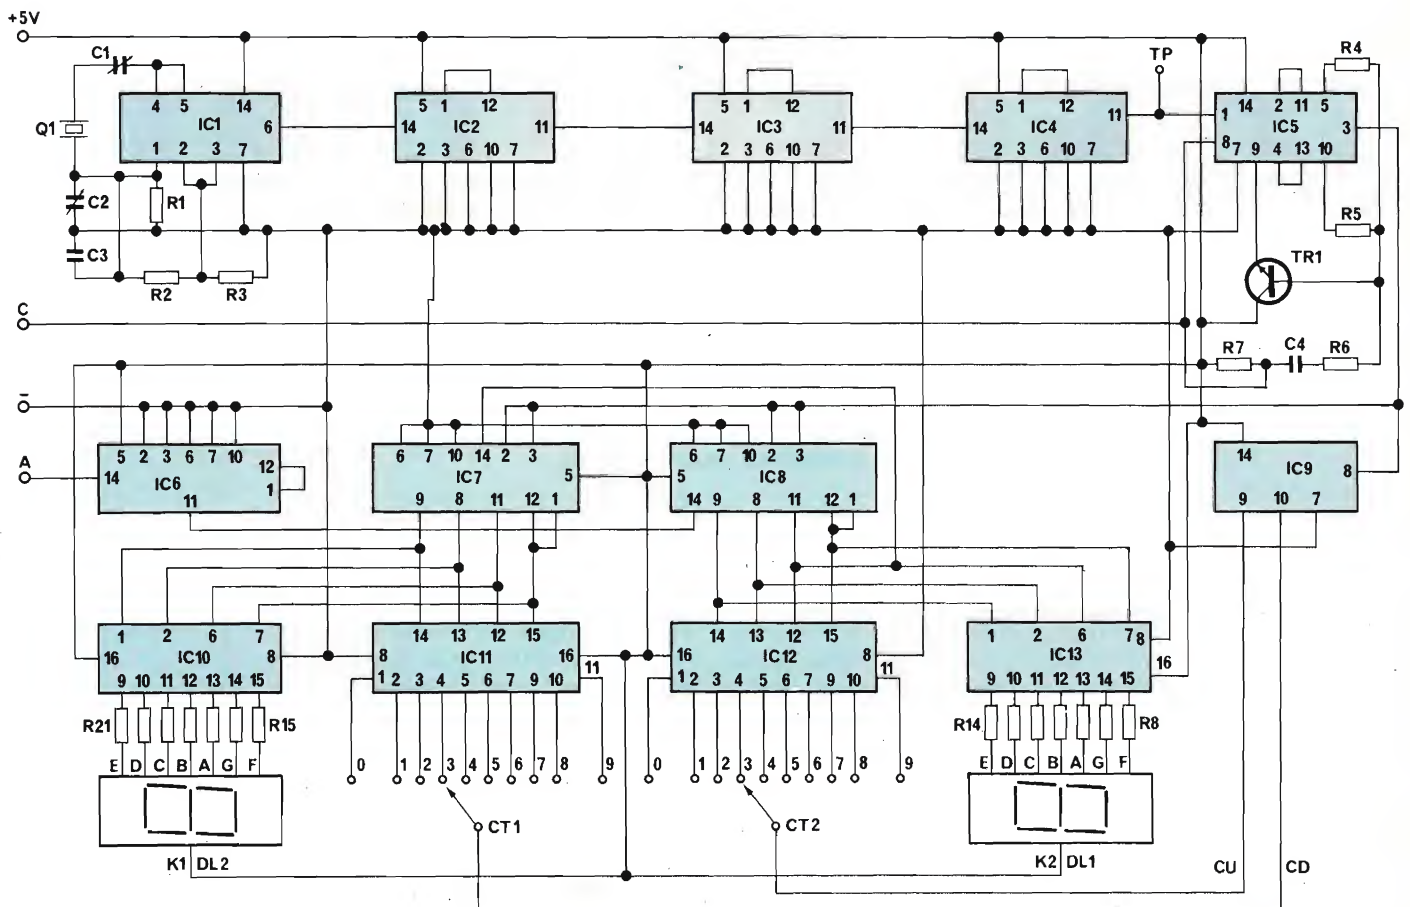 +5V
C1
TP
R4
4 5 14
5 1 12
5 1 12
5 1 12
14 2 11 5
Q1
IC1 6
14 IC2 11
14 IC3 11
14 IC4 11
1 IC5 3
1 2 3 7
2 3 6 10 7
2 3 6 10 7
2 3 6 10 7
8 7 9 4 13 10
C2
R1
R5
C3
R2
R3
TR1
C
R7
C4
R6
-
A
5 2 3 6 7 10
6 7 10 14 2 3
6 7 10 2 3
14
14 IC6 12
11 1
IC7 5
5 IC8
IC9 8
9 8 11 12 1
14 9 8 11 12 1
9 10 7
1 2 6 7
14 13 12 15
14 13 12 15
1 2 6 7 8
16 IC10 8
8 IC11 16
16 IC12 8
IC13 16
9 10 11 12 13 14 15
1 2 3 4 5 6 7 9 10 11
1 2 3 4 5 6 7 9 10 11
9 10 11 12 13 14 15
R21
R15
R14
R8
E D C B A G F
0 1 2 3 4 5 6 7 8 9
0 1 2 3 4 5 6 7 8 9
E D C B A G F
CT1
CT2
K1 DL2
K2 DL1
CU
CD